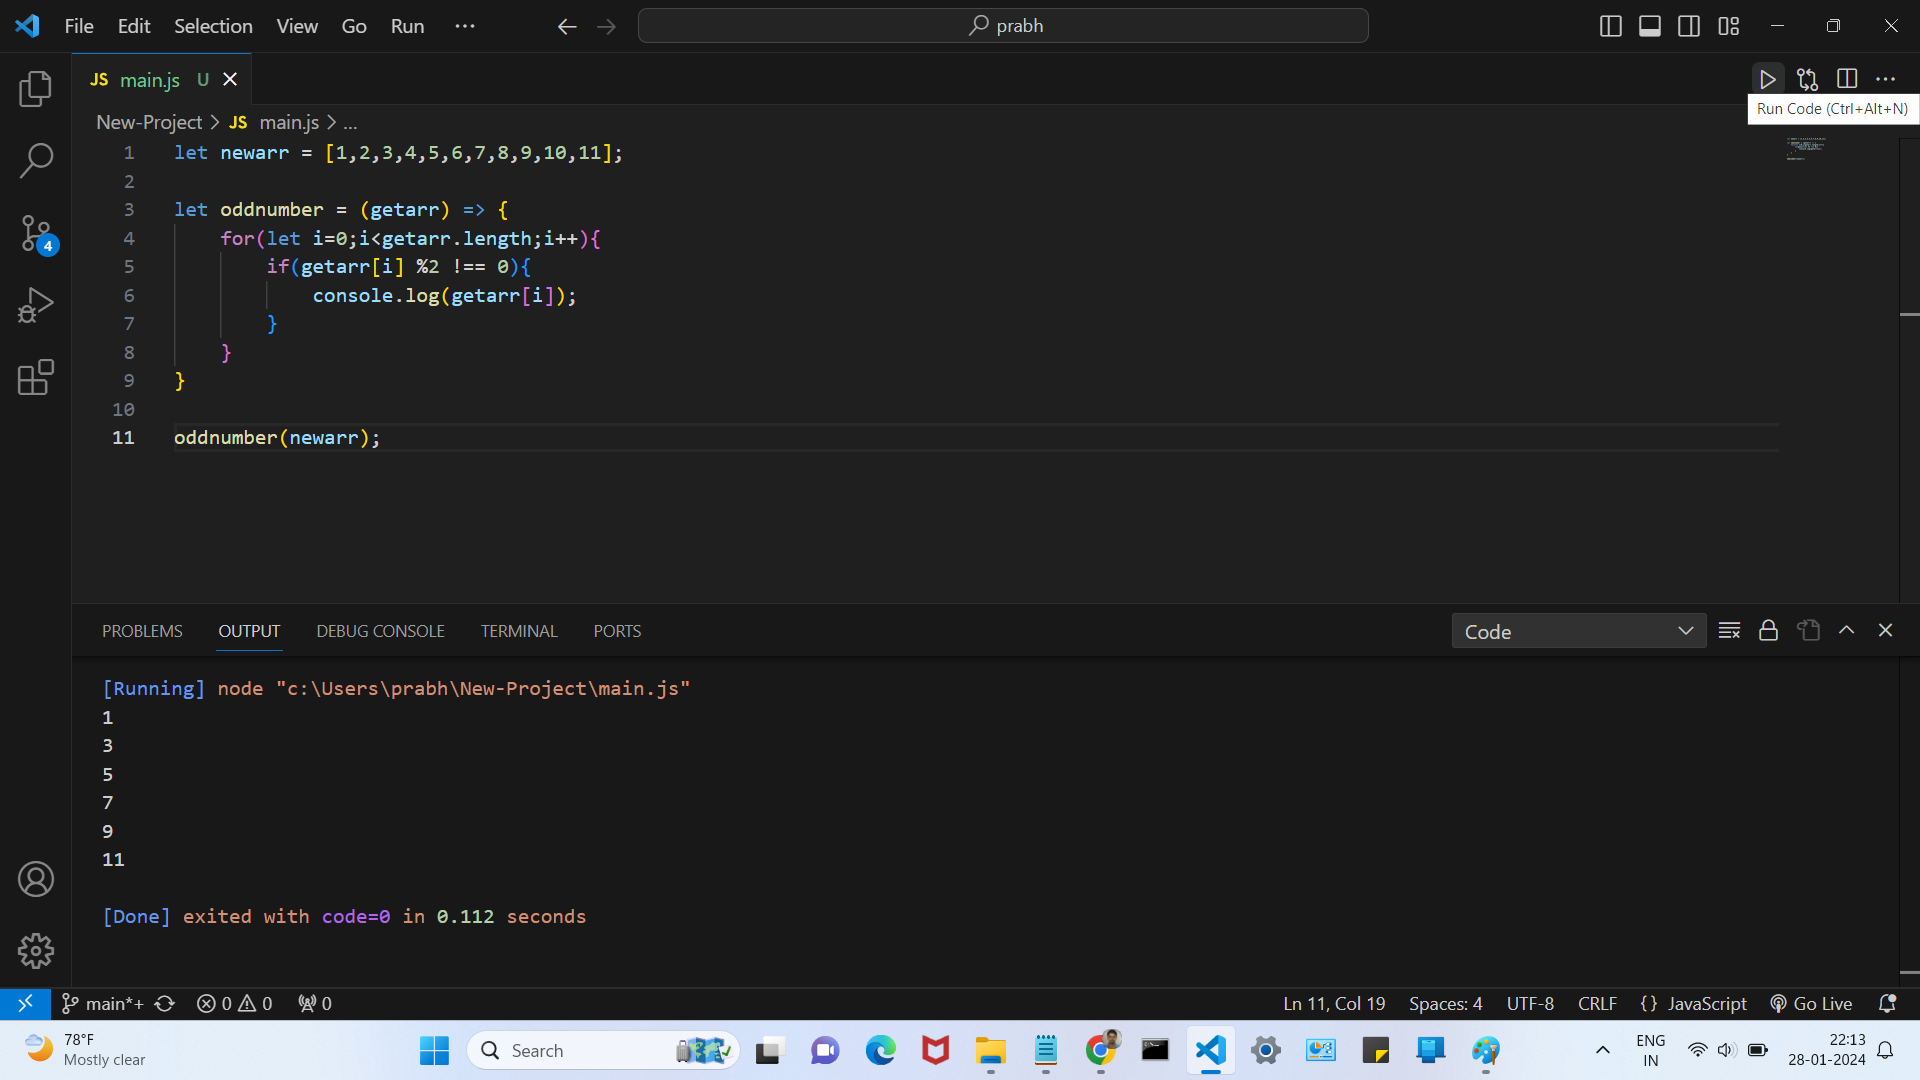 File Edit Selection View Go Run ··· prabh
JS main.js U
Run Code (Ctrl+Alt+N)
New-Project > JS main.js > ...
1 let newarr = [1,2,3,4,5,6,7,8,9,10,11];
2
3 let oddnumber = (getarr) => {
4 for(let i=0;i<getarr.length;i++){
5 if(getarr[i] %2 !== 0){
6 console.log(getarr[i]);
7 }
8 }
9 }
10
11 oddnumber(newarr);
4
PROBLEMS OUTPUT DEBUG CONSOLE TERMINAL PORTS Code
[Running] node "c:\Users\prabh\New-Project\main.js"
1
3
5
7
9
11
[Done] exited with code=0 in 0.112 seconds
main*+ 0 0 0 Ln 11, Col 19 Spaces: 4 UTF-8 CRLF {} JavaScript Go Live
78°F
Mostly clear
Search
ENG
IN
22:13
28-01-2024